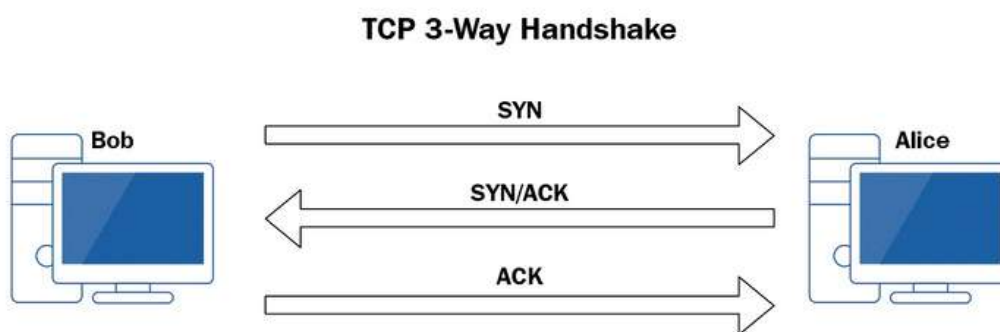 TCP 3-Way Handshake
SYN
Bob
Alice
SYN/ACK
ACK